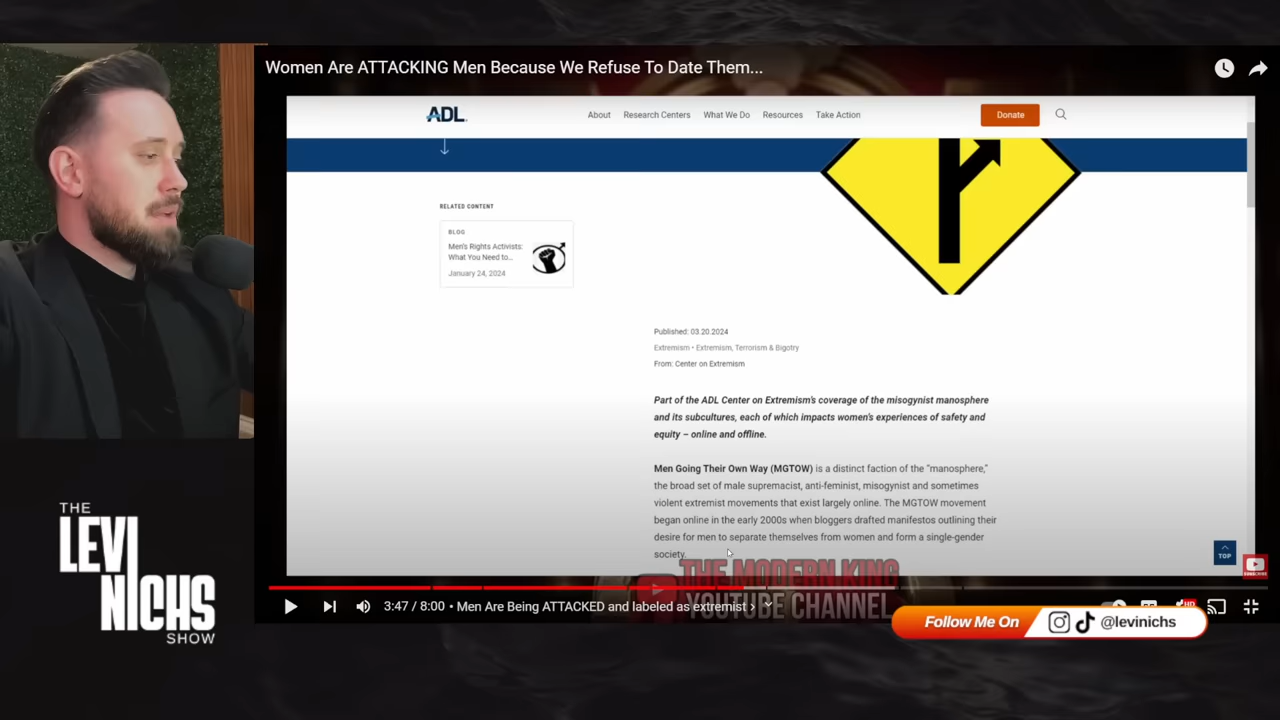 Women Are ATTACKING Men Because We Refuse To Date Them...
ADL
About Research Centers What We Do Resources Take Action Donate
RELATED CONTENT
BLOG
Men's Rights Activists:
What You Need to...
January 24, 2024
Published: 03.20.2024
Extremism • Extremism, Terrorism & Bigotry
From: Center on Extremism
Part of the ADL Center on Extremism's coverage of the misogynist manosphere
and its subcultures, each of which impacts women's experiences of safety and
equity – online and offline.
Men Going Their Own Way (MGTOW) is a distinct faction of the "manosphere,"
the broad set of male supremacist, anti-feminist, misogynist and sometimes
violent extremist movements that exist largely online. The MGTOW movement
began online in the early 2000s when bloggers drafted manifestos outlining their
desire for men to separate themselves from women and form a single-gender
society.
TOP
THE MODERN KING
YOUTUBE CHANNEL
SUBSCRIBE
3:47 / 8:00 • Men Are Being ATTACKED and labeled as extremist ›
HD
Follow Me On @levinichs
THE
LEVI
NICHS
SHOW